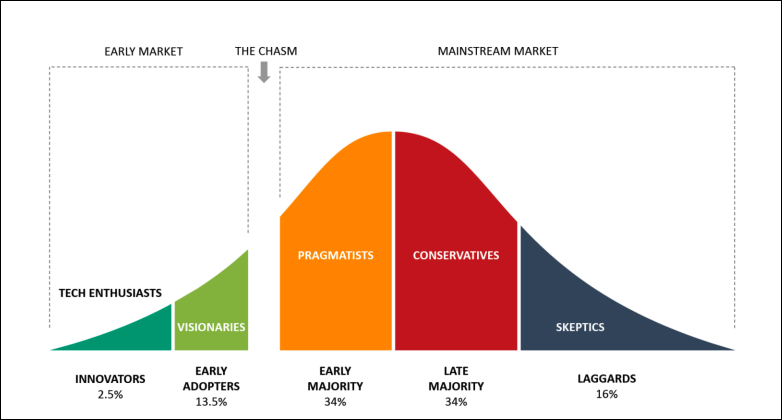 EARLY MARKET
THE CHASM
MAINSTREAM MARKET
PRAGMATISTS
CONSERVATIVES
TECH ENTHUSIASTS
VISIONARIES
SKEPTICS
INNOVATORS
2.5%
EARLY
ADOPTERS
13.5%
EARLY
MAJORITY
34%
LATE
MAJORITY
34%
LAGGARDS
16%